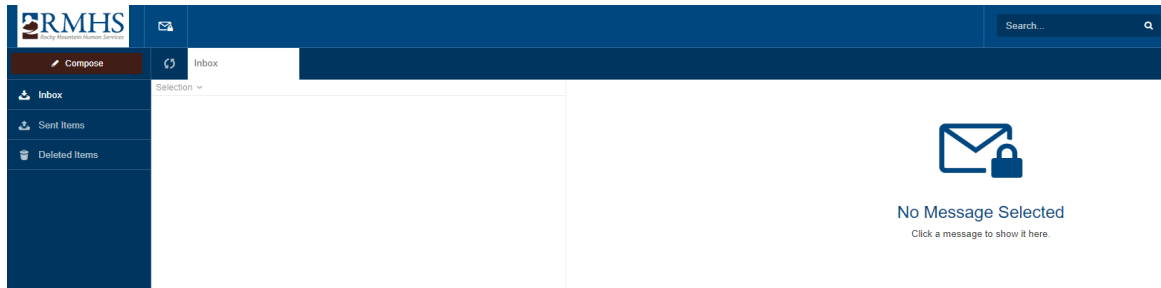 RMHS
Rocky Mountain Human Services
Search...
Compose
Inbox
Inbox
Selection
Sent Items
Deleted Items
No Message Selected
Click a message to show it here.